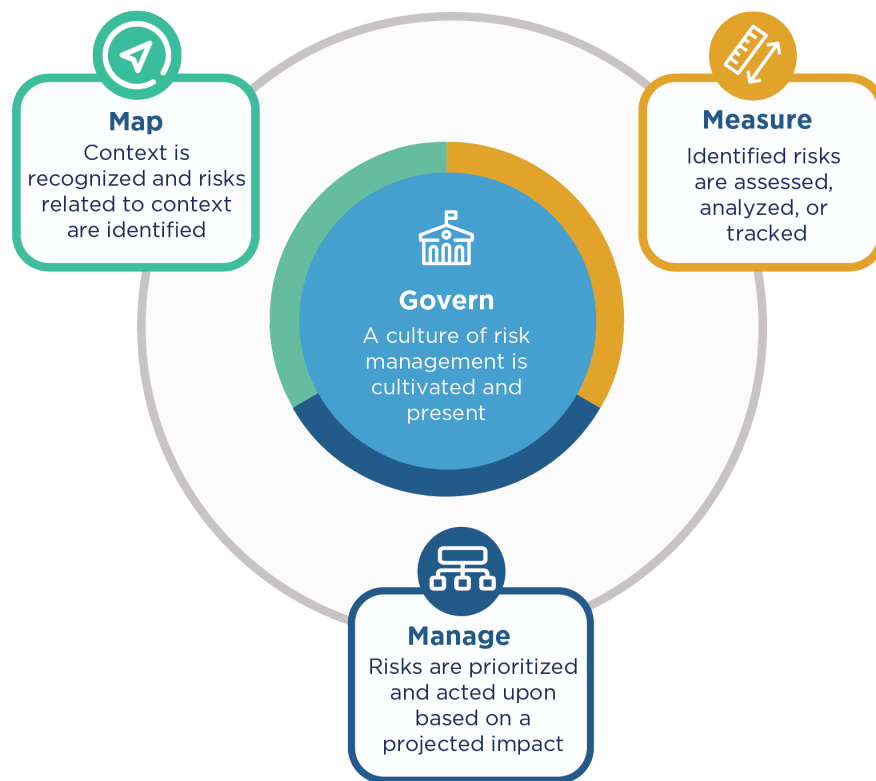 Map
Context is
recognized and risks
related to context
are identified
Measure
Identified risks
are assessed,
analyzed, or
tracked
Govern
A culture of risk
management is
cultivated and
present
Manage
Risks are prioritized
and acted upon
based on a
projected impact